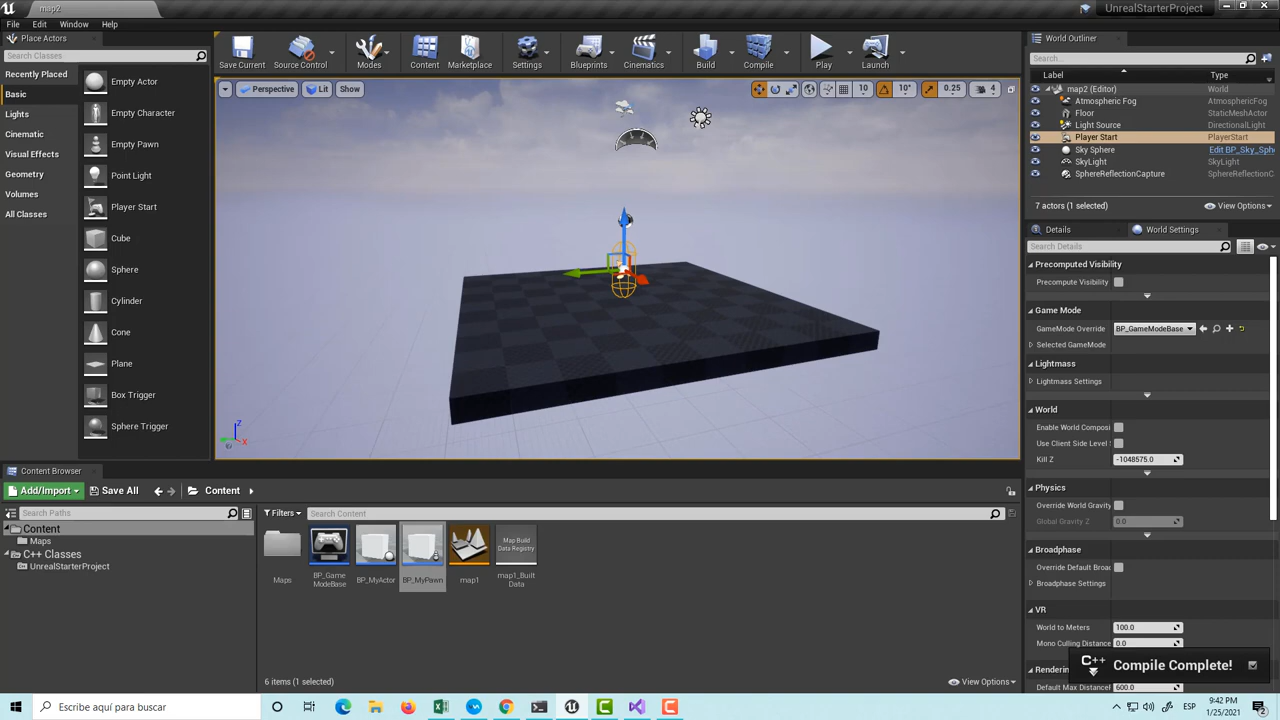 map2
UnrealStarterProject
File Edit Window Help
Place Actors
Search Classes
Recently Placed
Basic
Lights
Cinematic
Visual Effects
Geometry
Volumes
All Classes
Empty Actor
Empty Character
Empty Pawn
Point Light
Player Start
Cube
Sphere
Cylinder
Cone
Plane
Box Trigger
Sphere Trigger
Save Current
Source Control
Modes
Content
Marketplace
Settings
Blueprints
Cinematics
Build
Compile
Play
Launch
Perspective
Lit
Show
10
10°
0.25
4
Z
X
World Outliner
Search...
Label Type
map2 (Editor) World
Atmospheric Fog AtmosphericFog
Floor StaticMeshActor
Light Source DirectionalLight
Player Start PlayerStart
Sky Sphere Edit BP_Sky_Sph
SkyLight SkyLight
SphereReflectionCapture SphereReflectionC
7 actors (1 selected) View Options
Details World Settings
Search Details
Precomputed Visibility
Precompute Visibility
Game Mode
GameMode Override BP_GameModeBase
Selected GameMode
Lightmass
Lightmass Settings
World
Enable World Composi
Use Client Side Level S
Kill Z -1048575.0
Physics
Override World Gravity
Global Gravity Z 0.0
Broadphase
Override Default Broad
Broadphase Settings
VR
World to Meters 100.0
Mono Culling Distance 0.0
Rendering
Default Max Distance 600.0
C++ Compile Complete!
Content Browser
Add/Import Save All Content
Search Paths
Filters Search Content
Content
Maps
C++ Classes
UnrealStarterProject
Maps
BP_Game
ModeBase
BP_MyActor
BP_MyPawn
map1
Map Build
Data Registry
map1_Built
Data
6 items (1 selected) View Options
Escribe aquí para buscar
ESP
9:42 PM
1/25/2021
2